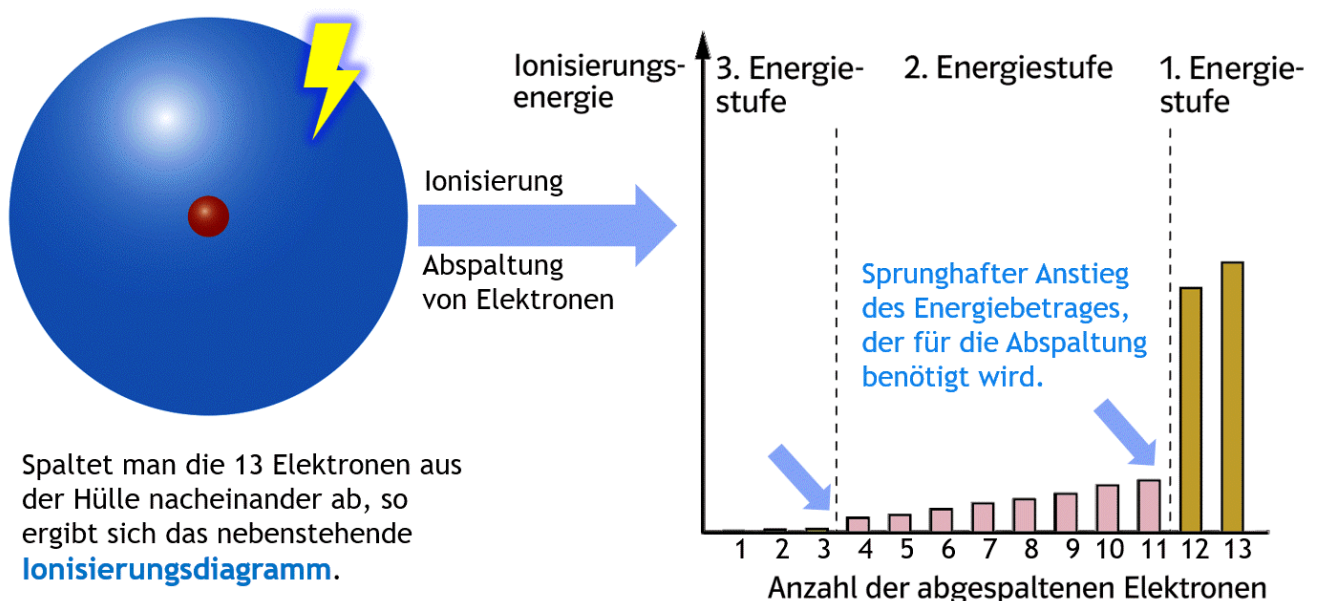 Ionisierungs-
energie
3. Energie-
stufe
2. Energiestufe
1. Energie-
stufe
Ionisierung
Abspaltung
von Elektronen
Sprunghafter Anstieg
des Energiebetrages,
der für die Abspaltung
benötigt wird.
Spaltet man die 13 Elektronen aus
der Hülle nacheinander ab, so
ergibt sich das nebenstehende
Ionisierungsdiagramm.
1 2 3 4 5 6 7 8 9 10 11 12 13
Anzahl der abgespaltenen Elektronen